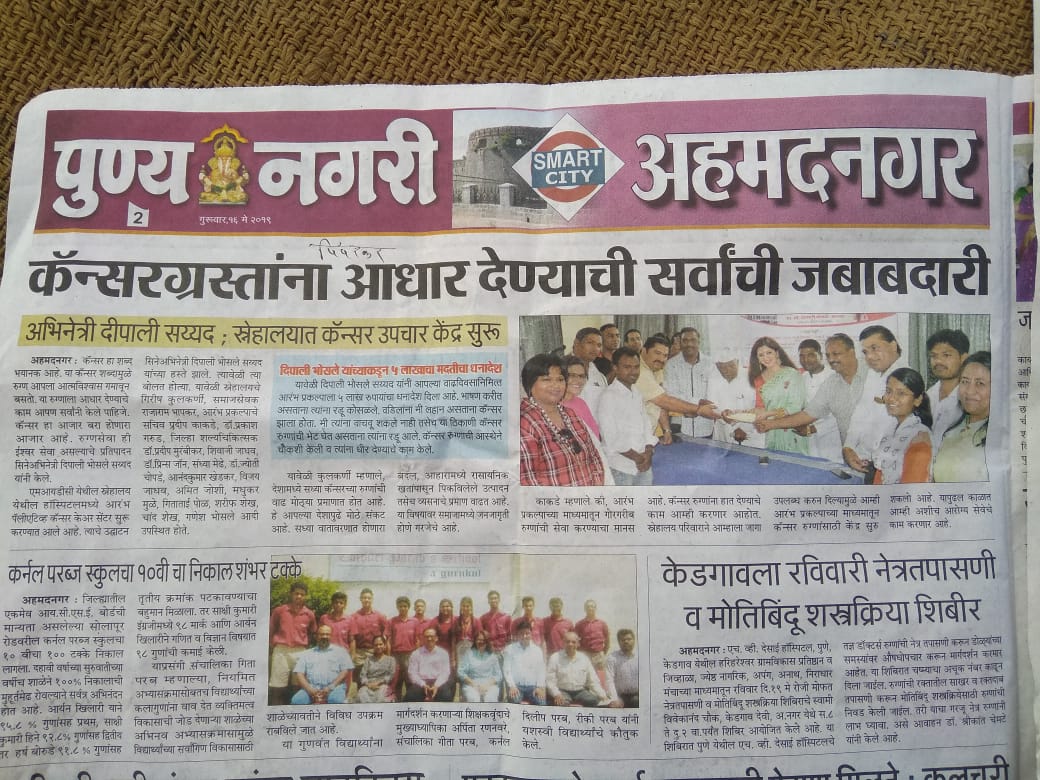 पुण्य नगरी
SMART
CITY
अहमदनगर
2
गुरूवार,१६ मे २०१९
कॅन्सरग्रस्तांना आधार देण्याची सर्वांची जबाबदारी
अभिनेत्री दीपाली सय्यद ; स्नेहालयात कॅन्सर उपचार केंद्र सुरू
अहमदनगर : कॅन्सर हा शब्द
भयानक आहे. या कॅन्सर शब्दामुळे
रुग्ण आपला आत्मविश्वास गमावून
बसतो. या रुग्णाला आधार देण्याचे
काम आपण सर्वांनी केले पाहिजे.
कॅन्सर हा आजार बरा होणारा
आजार आहे. रुग्णसेवा ही
ईश्वर सेवा असल्याचे प्रतिपादन
सिनेअभिनेत्री दिपाली भोसले सय्यद
यांनी केले.
एमआयडीसी येथील स्नेहालय
येथील हॉस्पिटलमध्ये आरंभ
पॅलीएटिव्ह कॅन्सर केअर सेंटर सुरू
करण्यात आले आहे. त्याचे उद्घाटन
सिनेअभिनेत्री दिपाली भोसले सय्यद
यांच्या हस्ते झाले. त्यावेळी त्या
बोलत होत्या. यावेळी स्नेहालयचे
गिरीष कुलकर्णी, समाजसेवक
राजाराम भापकर, आरंभ प्रकल्पाचे
सचिव प्रदीप काकडे, डॉ.प्रकाश
गरुड, जिल्हा शल्यचिकित्सक
डॉ.प्रदीप मुरंबीकर, शिवाजी जाधव,
डॉ.प्रिन्स जॉन, संध्या मेढे, डॉ.ज्योती
चोपडे, आनंदकुमार खेडकर, विजय
जाधव, अमित जोशी, मधुकर
मुळे, गिताताई पोळ, शरीफ शेख,
चांद शेख, गणेश भोसले आदी
उपस्थित होते.
दिपाली भोसले यांच्याकडून ५ लाखाचा मदतीचा धनादेश
यावेळी दिपाली भोसले सय्यद यांनी आपल्या वाढदिवसानिमित्त
आरंभ प्रकल्पाला ५ लाख रुपयांचा धनादेश दिला आहे. भाषण करीत
असताना त्यांना रडू कोसळले. वडिलांना मी लहान असताना कॅन्सर
झाला होता. मी त्यांना वाचवू शकले नाही तसेच या ठिकाणी कॅन्सर
रुग्णांची भेट घेत असताना त्यांना रडू आले. कॅन्सर रुग्णांची आस्थेने
चौकशी केली व त्यांना धीर देण्याचे काम केले.
यावेळी कुलकर्णी म्हणाले,
देशामध्ये सध्या कॅन्सरच्या रुग्णांची
वाढ मोठ्या प्रमाणात होत आहे.
हे आपल्या देशापुढे मोठे संकट
आहे. सध्या वातावरणात होणारा
बदल, आहारामध्ये रासायनिक
खतांपासून पिकविलेले उत्पादने
तसेच व्यसनाचे प्रमाण वाढत आहे.
या विषयावर समाजामध्ये जनजागृती
होणे गरजेचे आहे.
काकडे म्हणाले की, आरंभ
प्रकल्पाच्या माध्यमातून गोरगरीब
रुग्णांची सेवा करण्याचा मानस
आहे. कॅन्सर रुग्णांना हात देण्याचे
काम आम्ही करणार आहोत.
स्नेहालय परिवाराने आम्हाला जागा
उपलब्ध करुन दिल्यामुळे आम्ही
आरंभ प्रकल्पाच्या माध्यमातून
कॅन्सर रुग्णांसाठी केंद्र सुरु
शकलो आहे. यापुढल काळात
आम्ही अशीच आरोग्य सेवेचे
काम करणार आहे.
कर्नल परब्ज स्कुलचा १०वी चा निकाल शंभर टक्के
अहमदनगर : जिल्ह्यातील
एकमेव आय.सी.एस.ई. बोर्डची
मान्यता असलेल्या सोलापूर
रोडवरील कर्नल परब्ज स्कुलचा
१० वीचा १०० टक्के निकाल
लागला. दहावी वर्षाच्या सुरुवातीच्या
वर्षीच शाळेने १००% निकालाची
मुहूर्तमेढ रोवल्याने सर्वत्र अभिनंदन
होत आहे. आर्यन खिलारी याने
९५.८ % गुणांसह प्रथम, साक्षी
कुमारी हिने ९२.८% गुणांसह द्वितीय
तर हर्ष बोरुडे ९१.८ % गुणांसह
तृतीय क्रमांक पटकावण्याचा
बहुमान मिळाला. तर साक्षी कुमारी
इंग्रजीमध्ये ९८ मार्क आणि आर्यन
खिलारीने गणित व विज्ञान विषयात
९८ गुणांची कमाई केली.
याप्रसंगी संचालिका गिता
परब म्हणाल्या, नियमित
अभ्यासक्रमासोबतच विद्यार्थ्यांच्या
कलागुणांना वाव देत व्यक्तिमत्व
विकासाची जोड देणाऱ्या शाळेच्या
अभिनव अभ्यासक्रमामुळे
विद्यार्थ्यांच्या सर्वांगिण विकासासाठी
a gurukul
शाळेच्यावतीने विविध उपक्रम
राबविले जात आहे.
या गुणवंत विद्यार्थ्यांना
मार्गदर्शन करणाऱ्या शिक्षकवृंदाचे
मुख्याध्यापिका अर्पिता रणनवर,
संचालिका गीता परब, कर्नल
दिलीप परब, रीकी परब यांनी
यशस्वी विद्यार्थ्यांचे कौतुक
केले.
केडगावला रविवारी नेत्रतपासणी
व मोतिबिंदू शस्त्रक्रिया शिबीर
अहमदनगर : एच. व्ही. देसाई हॉस्पिटल, पुणे,
केडगाव येथील हरिहरेश्वर ग्रामविकास प्रतिष्ठान व
जिव्हाळा, ज्येष्ठ नागरिक, अपंग, अनाथ, निराधार
मंचाच्या माध्यमातून रविवार दि.१९ मे रोजी मोफत
नेत्रतपासणी व मोतिबिंदू शस्त्रक्रिया शिबिराचे स्वामी
विवेकानंद चौक, केडगाव देवी, अ.नगर येथे स.८
ते दु.२ वा.पर्यंत शिबिर आयोजित केले आहे. या
शिबिरात पुणे येथील एच. व्ही. देसाई हॉस्पिटलचे
तज्ञ डॉक्टर्स रुग्णांची नेत्र तपासणी करून डोळ्यांच्या
समस्यांवर औषधोपचार करून मार्गदर्शन करणार
आहेत. या शिबिरात चष्म्याचा अचूक नंबर काढून
दिला जाईल. रुग्णांची रक्तातील साखर व रक्तदाब
तपासणी करून मोतिबिंदू शस्त्रक्रियेसाठी रुग्णांची
निवड केली जाईल. तरी याचा गरजू नेत्र रुग्णांनी
लाभ घ्यावा, असे आवाहन डॉ. श्रीकांत चेमटे
यांनी केले आहे.